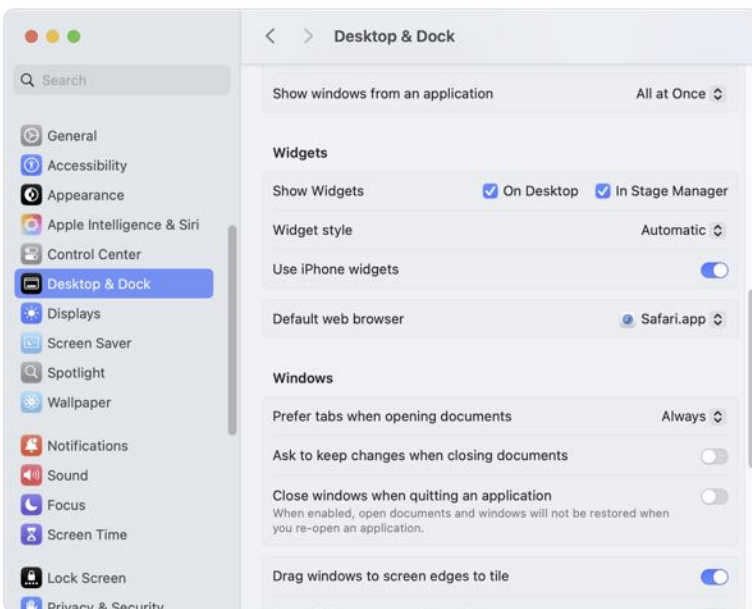 Desktop & Dock
Search
General
Accessibility
Appearance
Apple Intelligence & Siri
Control Center
Desktop & Dock
Displays
Screen Saver
Spotlight
Wallpaper
Notifications
Sound
Focus
Screen Time
Lock Screen
Privacy & Security
Show windows from an application All at Once
Widgets
Show Widgets On Desktop In Stage Manager
Widget style Automatic
Use iPhone widgets
Default web browser Safari.app
Windows
Prefer tabs when opening documents Always
Ask to keep changes when closing documents
Close windows when quitting an application
When enabled, open documents and windows will not be restored when
you re-open an application.
Drag windows to screen edges to tile